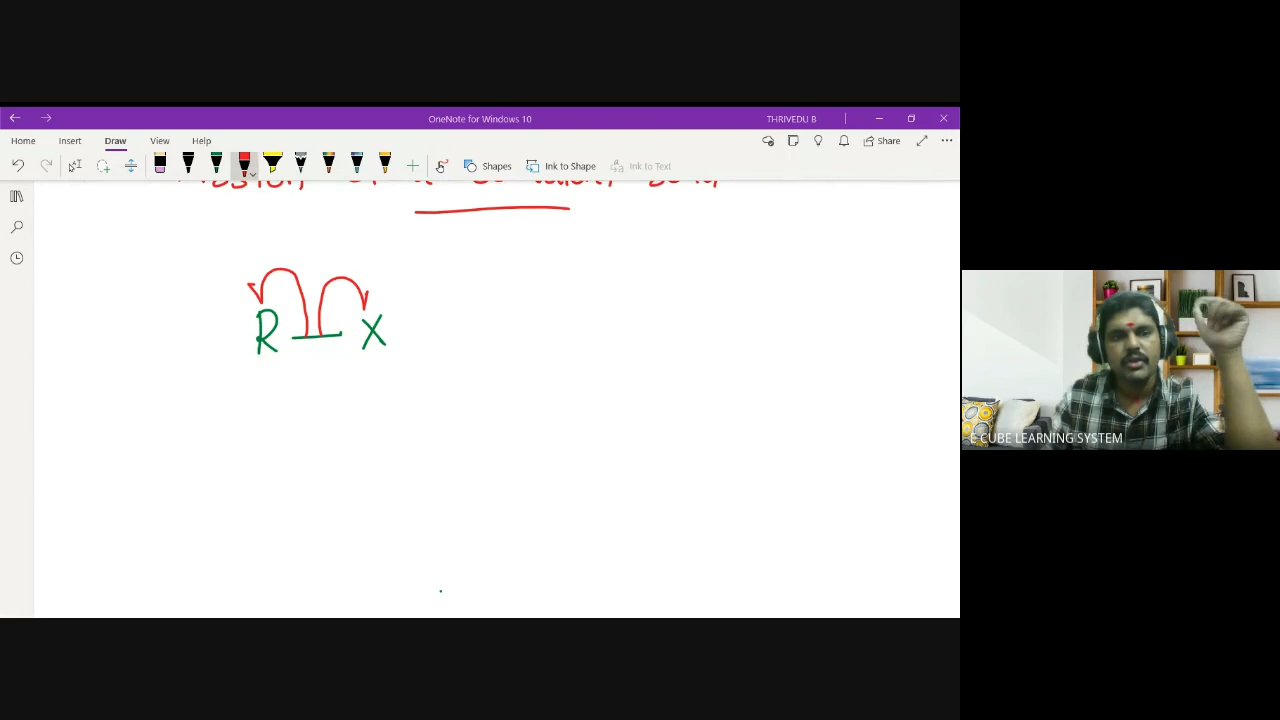 OneNote for Windows 10
THRIVEDU B
Home Insert Draw View Help
Share
Shapes Ink to Shape Ink to Text
R X
E CUBE LEARNING SYSTEM